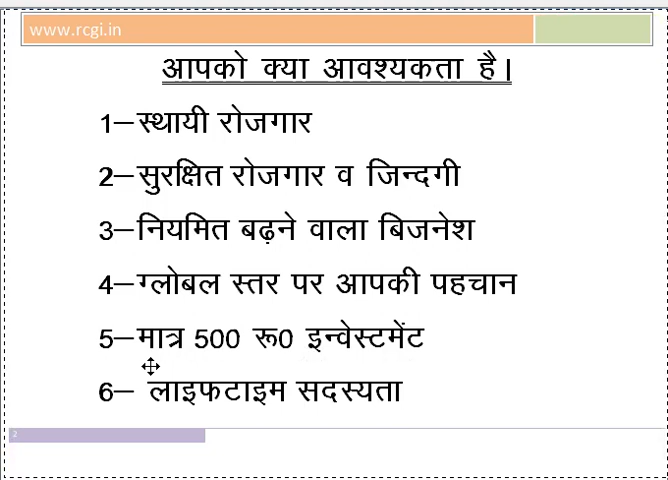 www.rcgi.in
आपको क्या आवश्यकता है।
1–स्थायी रोजगार
2–सुरक्षित रोजगार व जिन्दगी
3–नियमित बढ़ने वाला बिजनेश
4–ग्लोबल स्तर पर आपकी पहचान
5–मात्र 500 रू0 इन्वेस्टमेंट
6– लाइफटाइम सदस्यता
2